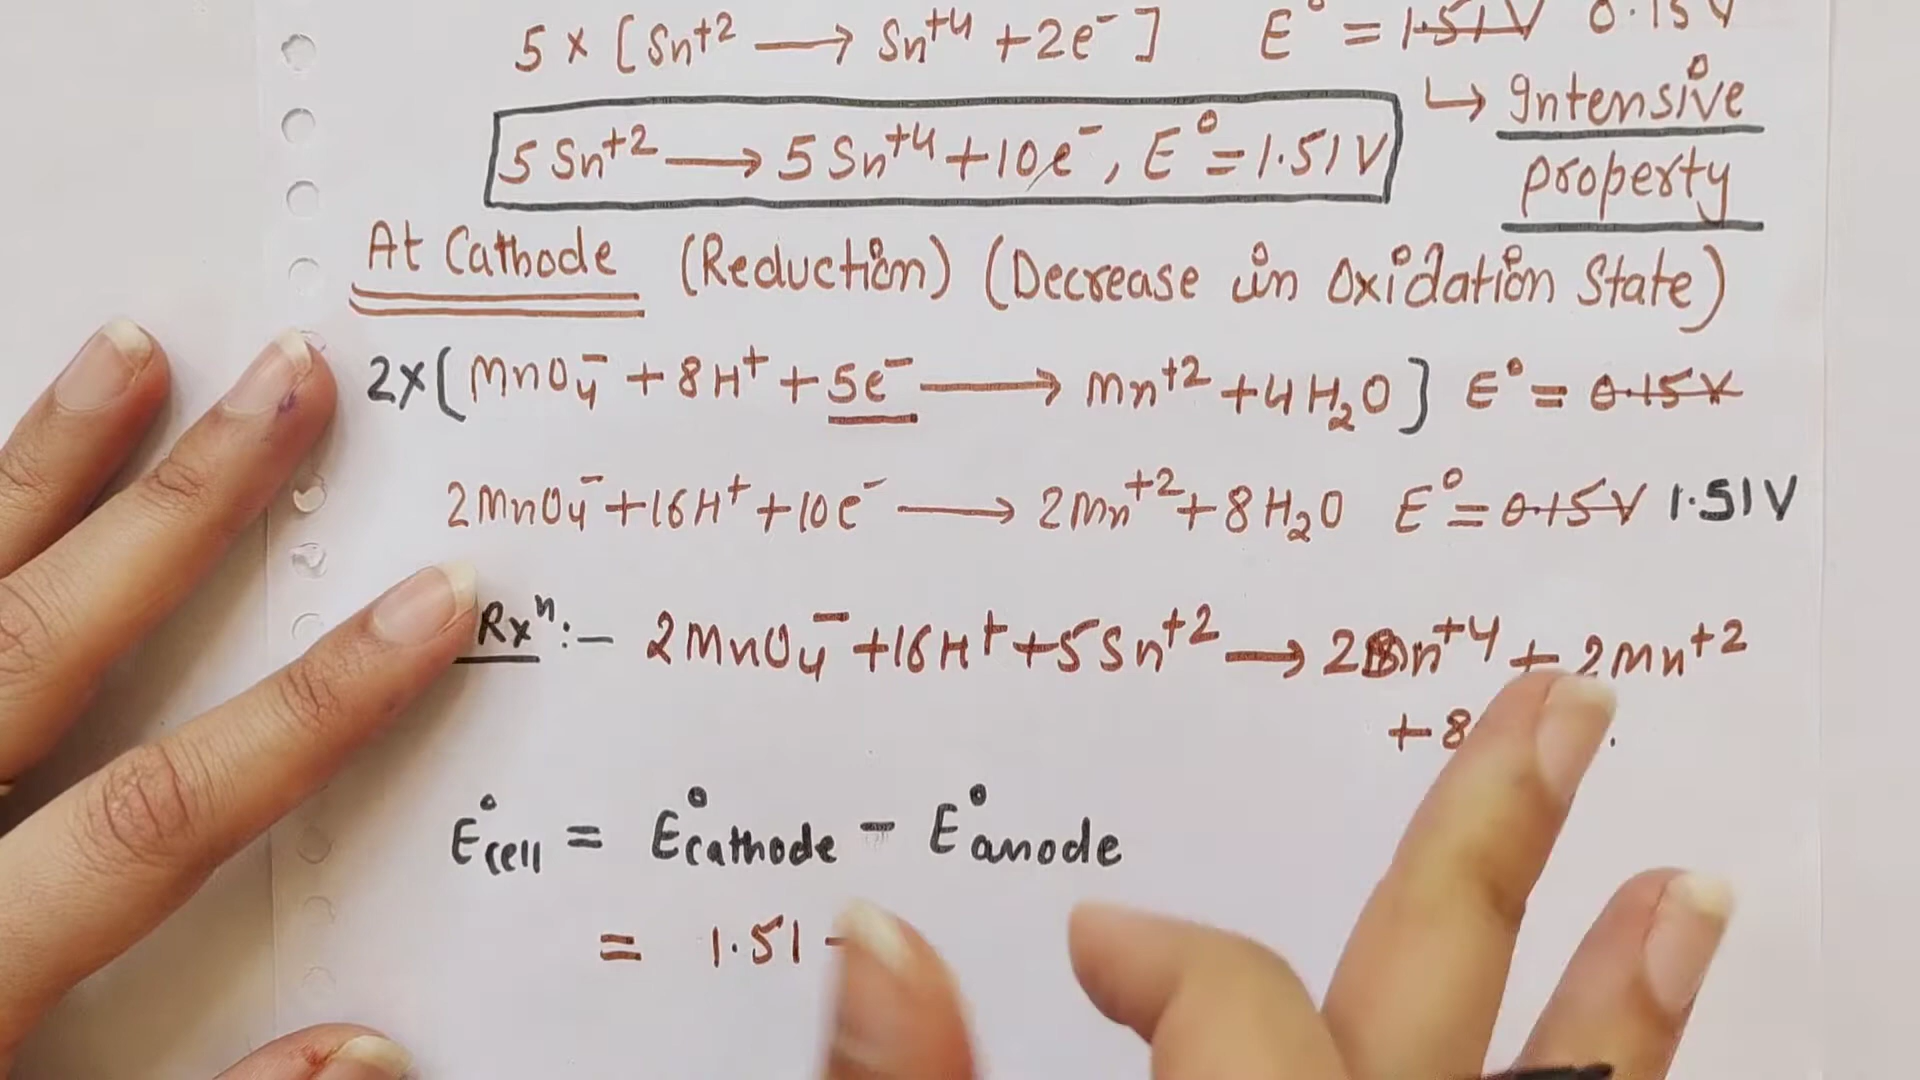 5 × [Sn+2 ⟶ Sn+4 + 2e-] E° = 1.51V 0.15V
↳ Intensive
property
5Sn+2 ⟶ 5Sn+4 + 10e-, E° = 1.51V
At Cathode (Reduction) (Decrease in Oxidation State)
2×(MnO4- + 8H+ + 5e- ⟶ Mn+2 + 4H2O] E° = 0.15V
2MnO4- + 16H+ + 10e- ⟶ 2Mn+2 + 8H2O E° = 0.15V 1.51V
Rxn :- 2MnO4- + 16H+ + 5Sn+2 ⟶ 2Sn+4 + 2Mn+2
+ 8
E°cell = E°cathode - E°anode
= 1.51 -